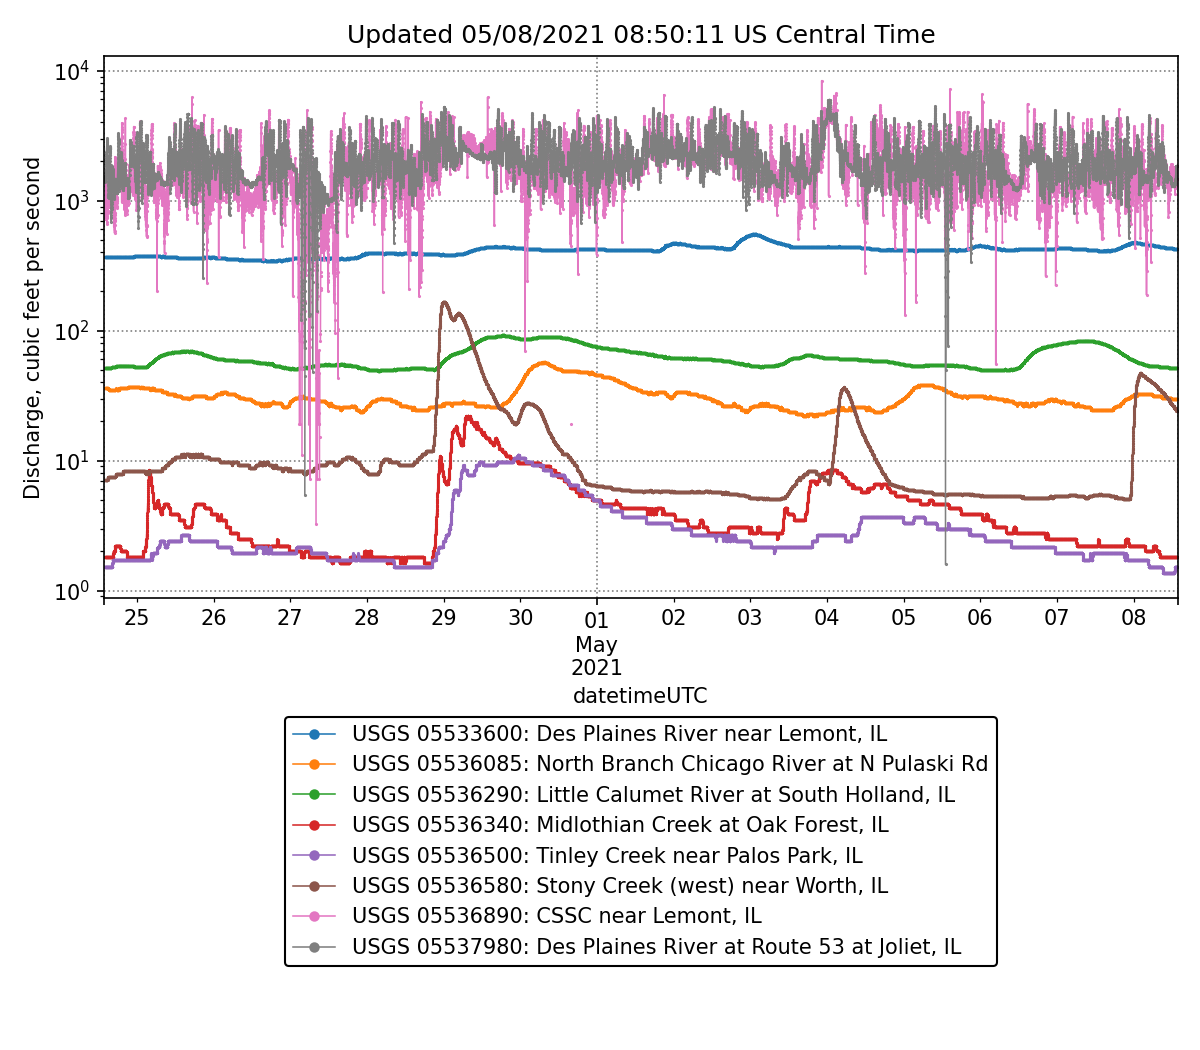 Updated 05/08/2021 08:50:11 US Central Time
Discharge, cubic feet per second
10^4
10^3
10^2
10^1
10^0
25 26 27 28 29 30 01 02 03 04 05 06 07 08
May
2021
datetimeUTC
USGS 05533600: Des Plaines River near Lemont, IL
USGS 05536085: North Branch Chicago River at N Pulaski Rd
USGS 05536290: Little Calumet River at South Holland, IL
USGS 05536340: Midlothian Creek at Oak Forest, IL
USGS 05536500: Tinley Creek near Palos Park, IL
USGS 05536580: Stony Creek (west) near Worth, IL
USGS 05536890: CSSC near Lemont, IL
USGS 05537980: Des Plaines River at Route 53 at Joliet, IL